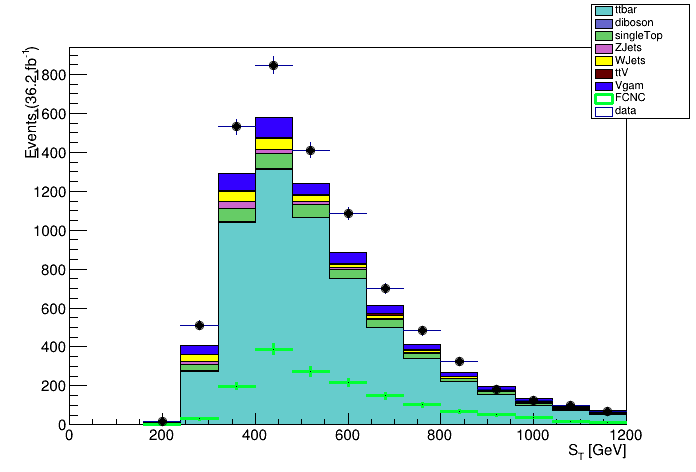 ttbar
diboson
singleTop
ZJets
WJets
ttV
Vgam
FCNC
data
Events (36.2 fb⁻¹)
1800
1600
1400
1200
1000
800
600
400
200
0
0 200 400 600 800 1000 1200
S_T [GeV]